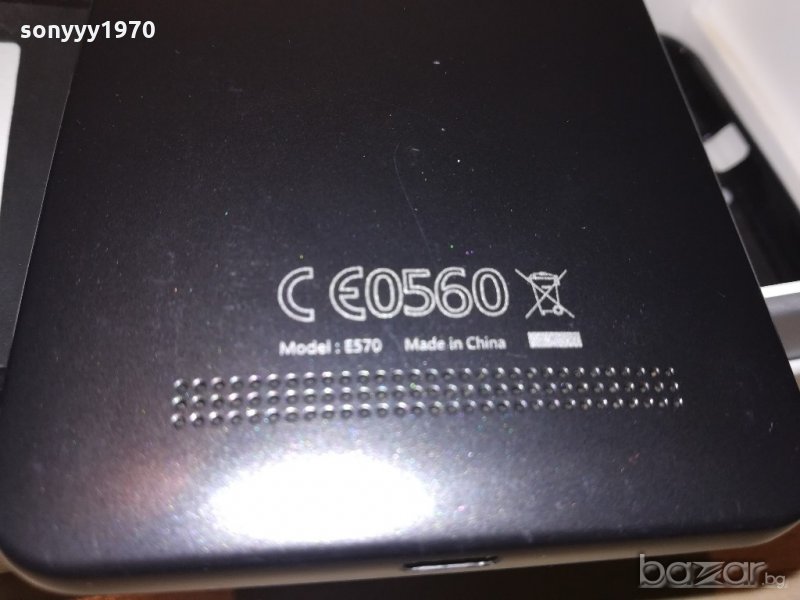 sonyyy1970
CE0560
Model : E570 Made in China
bazar.bg